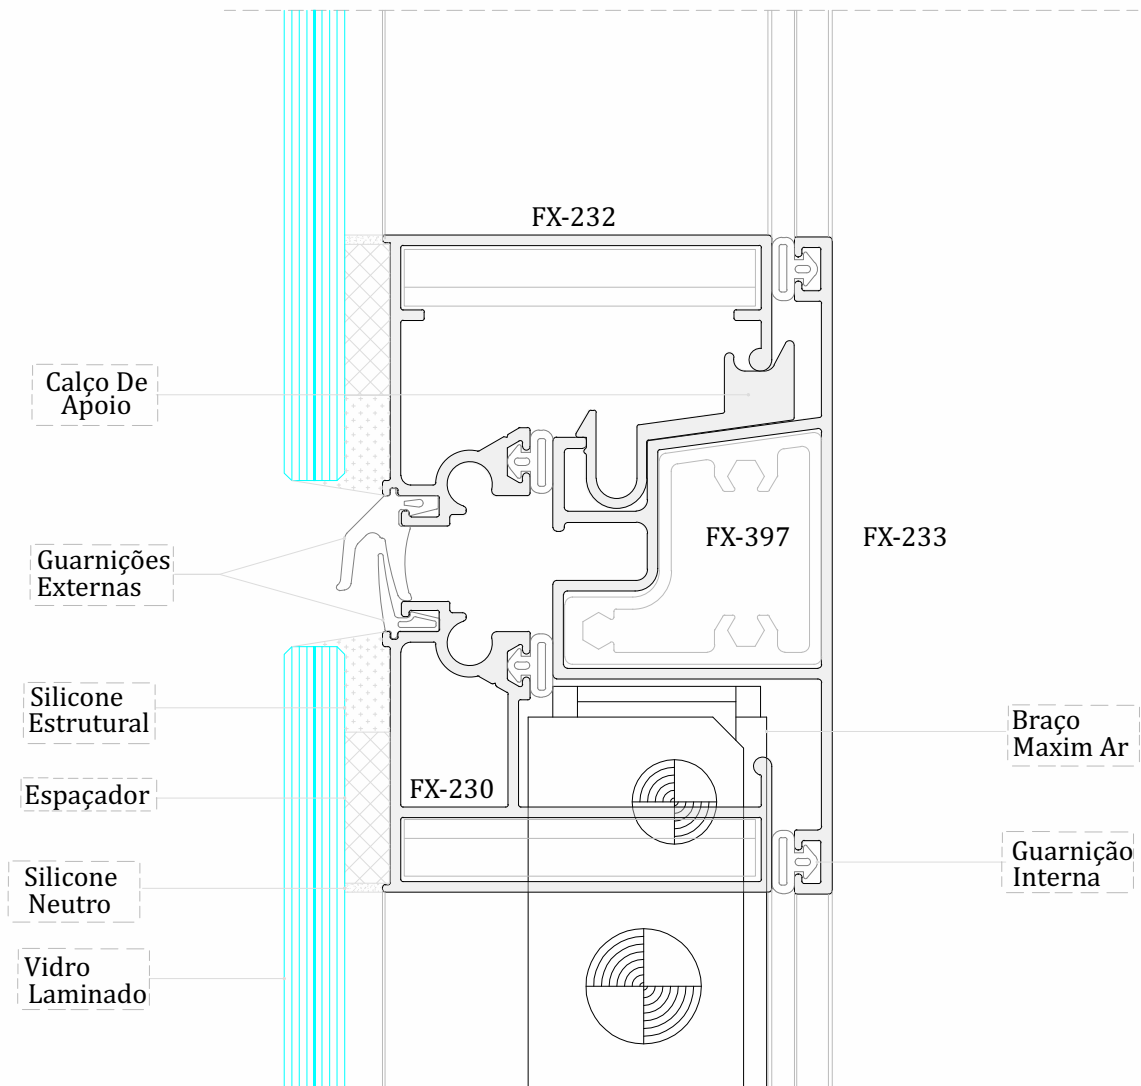 FX-232
Calço De
Apoio
FX-397
FX-233
Guarnições
Externas
Silicone
Estrutural
Braço
Maxim Ar
FX-230
Espaçador
Guarnição
Interna
Silicone
Neutro
Vidro
Laminado